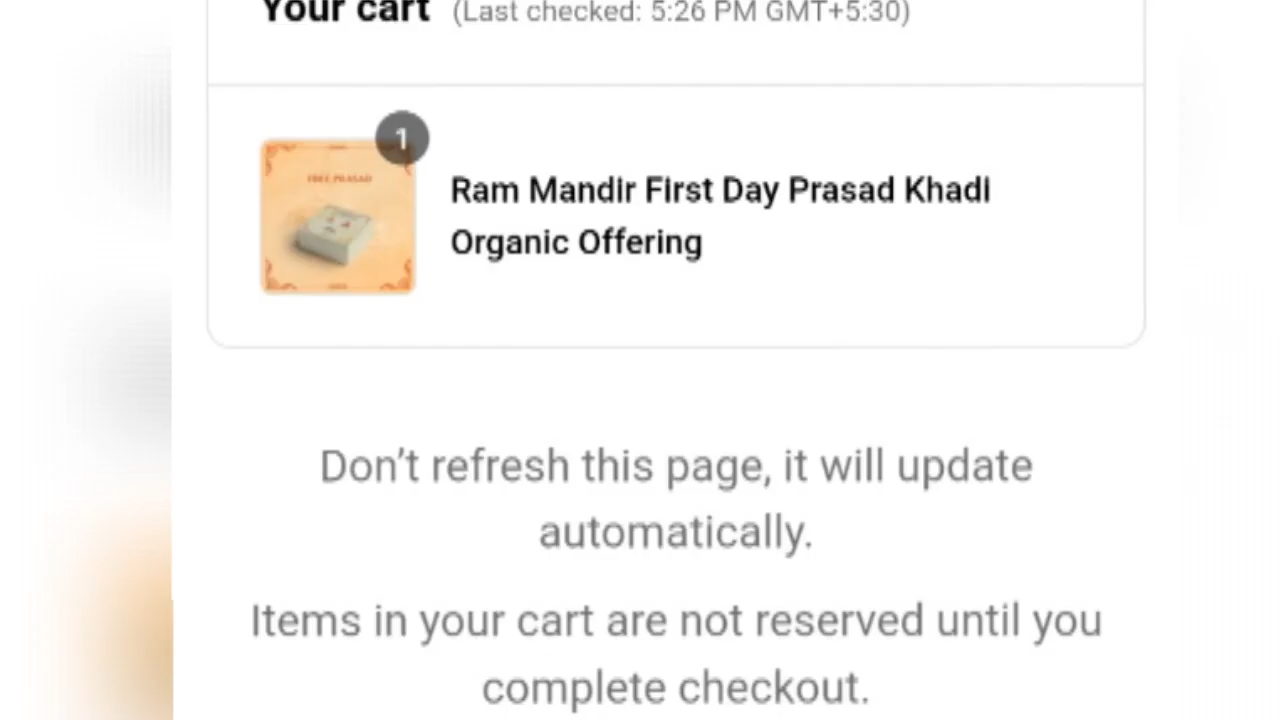 Your cart (Last checked: 5:26 PM GMT+5:30)
1
FREE PRASAD
Ram Mandir First Day Prasad Khadi
Organic Offering
Don't refresh this page, it will update
automatically.
Items in your cart are not reserved until you
complete checkout.